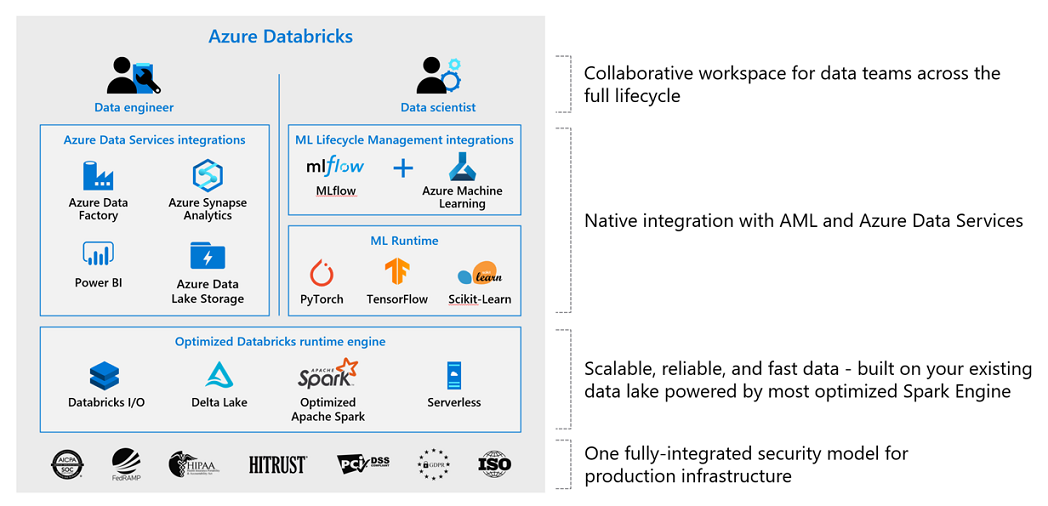 Azure Databricks
Data engineer
Data scientist
Collaborative workspace for data teams across the
full lifecycle
Azure Data Services integrations
Azure Data
Factory
Azure Synapse
Analytics
Power BI
Azure Data
Lake Storage
ML Lifecycle Management integrations
mlflow
MLflow
+
Azure Machine
Learning
ML Runtime
PyTorch
TensorFlow
learn
Scikit-Learn
Native integration with AML and Azure Data Services
Optimized Databricks runtime engine
Databricks I/O
Delta Lake
APACHE
Spark
Optimized
Apache Spark
Serverless
Scalable, reliable, and fast data - built on your existing
data lake powered by most optimized Spark Engine
AICPA
SOC
FedRAMP
HIPAA
HITRUST
PCI DSS
COMPLIANT
GDPR
ISO
One fully-integrated security model for
production infrastructure